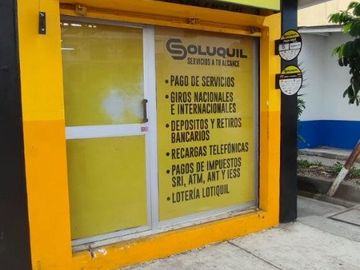 SOLUQUIL
SERVICIOS A TU ALCANCE
• PAGO DE SERVICIOS
• GIROS NACIONALES
E INTERNACIONALES
• DEPOSITOS Y RETIROS
BANCARIOS
• RECARGAS TELEFÓNICAS
• PAGOS DE IMPUESTOS
SRI, ATM, ANT Y IESS
• LOTERÍA LOTIQUIL